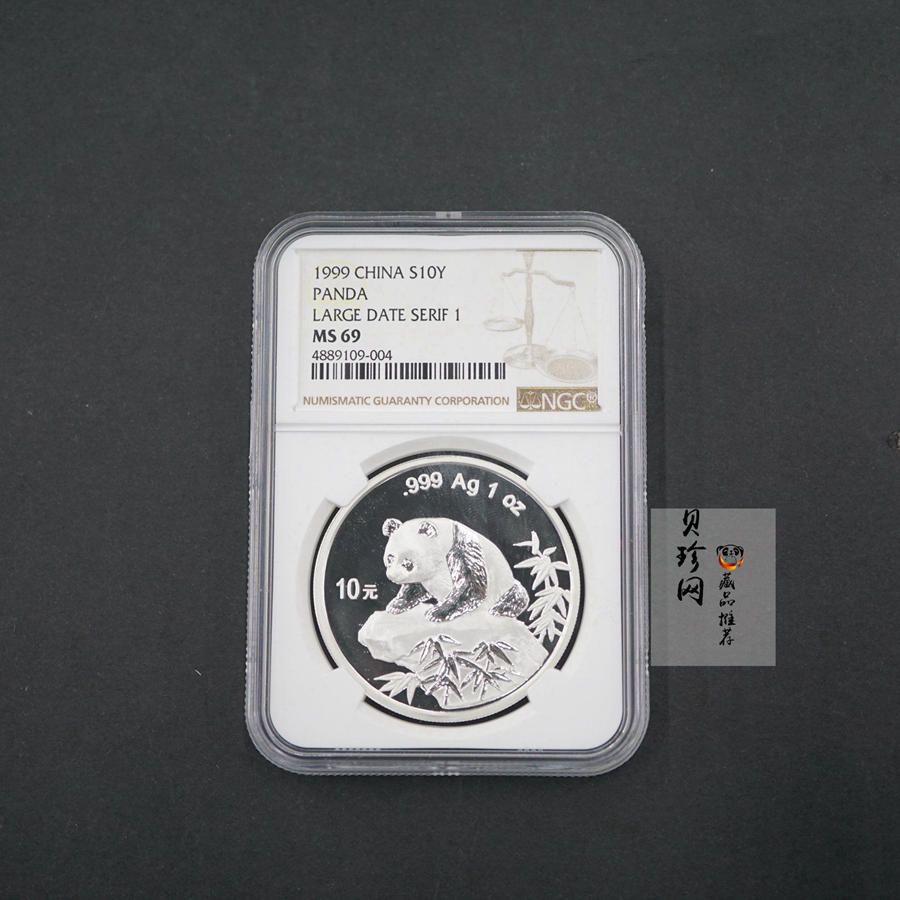 1999 CHINA S10Y
PANDA
LARGE DATE SERIF 1
MS 69
4889109-004
NUMISMATIC GUARANTY CORPORATION
NGC®
.999 Ag 1 oz
10元
贝珍网
藏品推荐